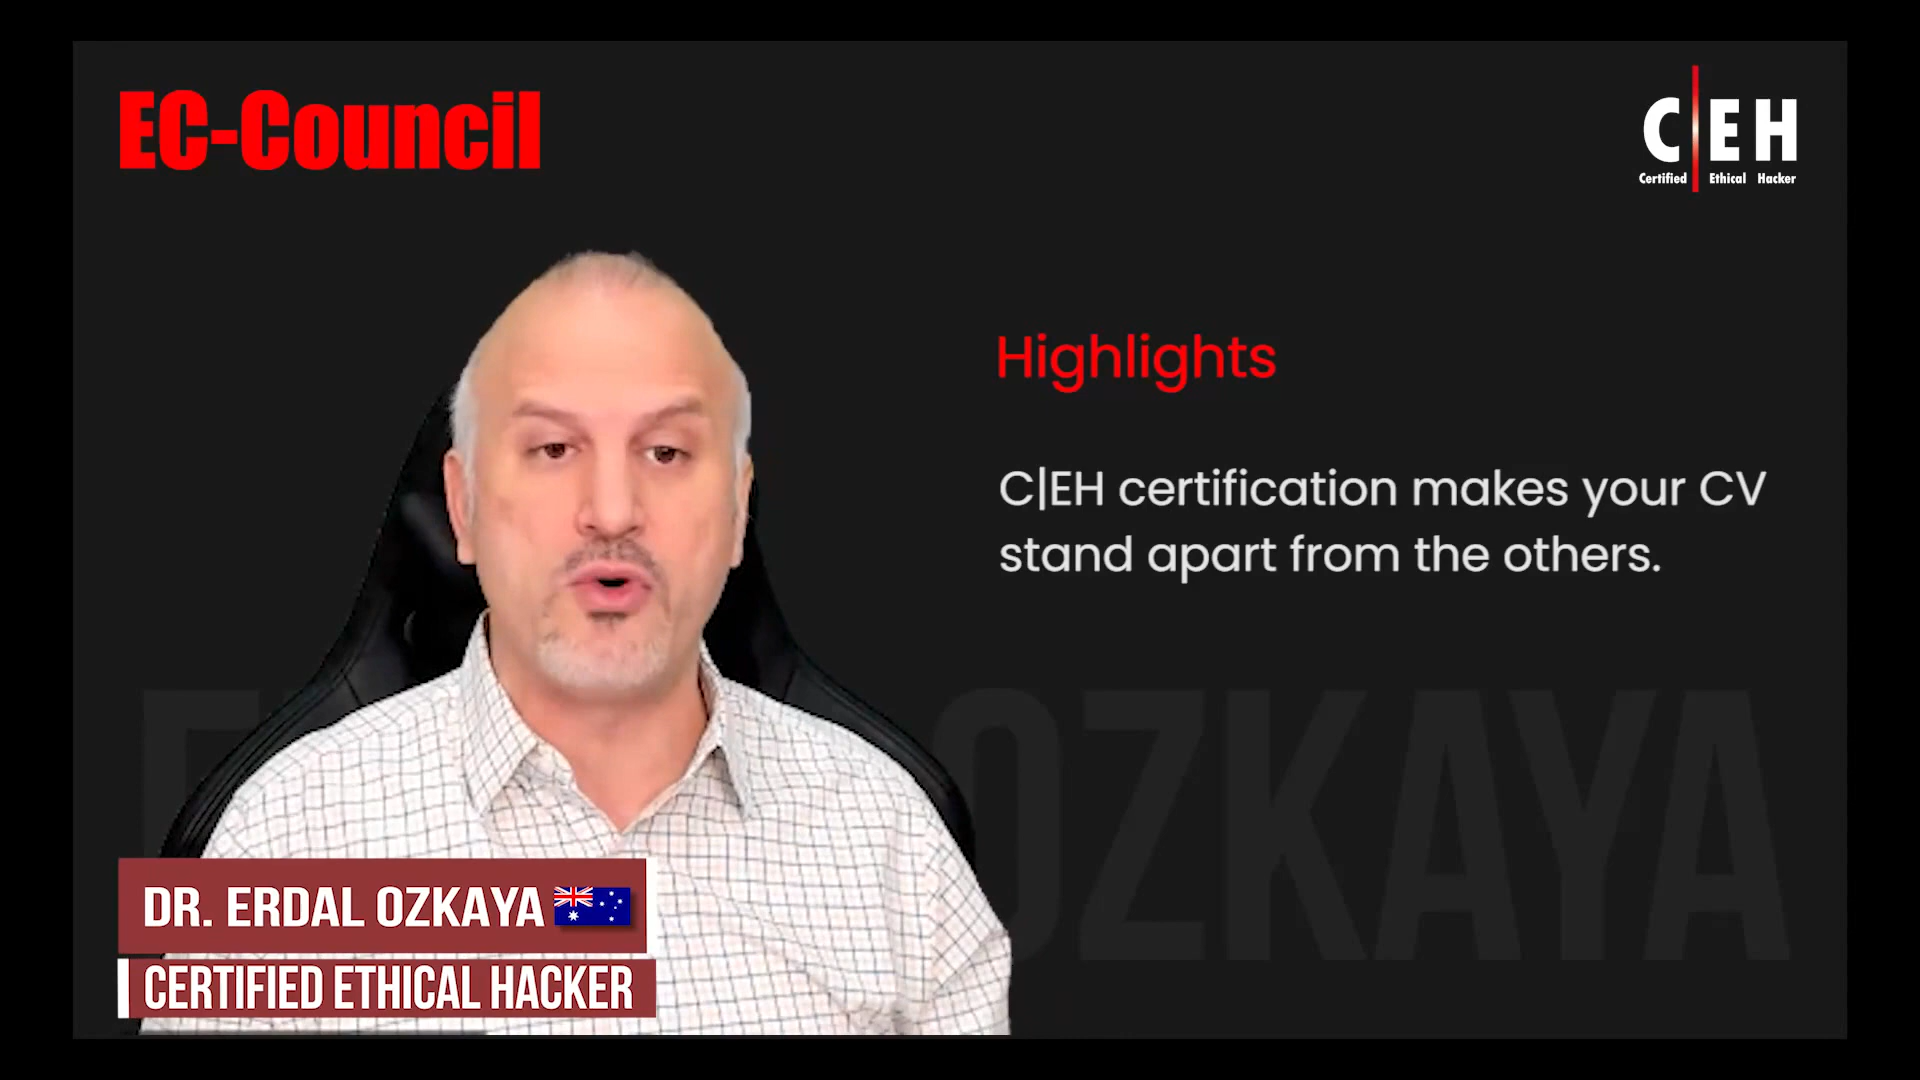 EC-Council
C|EH
Certified Ethical Hacker
Highlights
C|EH certification makes your CV
stand apart from the others.
OZKAYA
DR. ERDAL OZKAYA
CERTIFIED ETHICAL HACKER